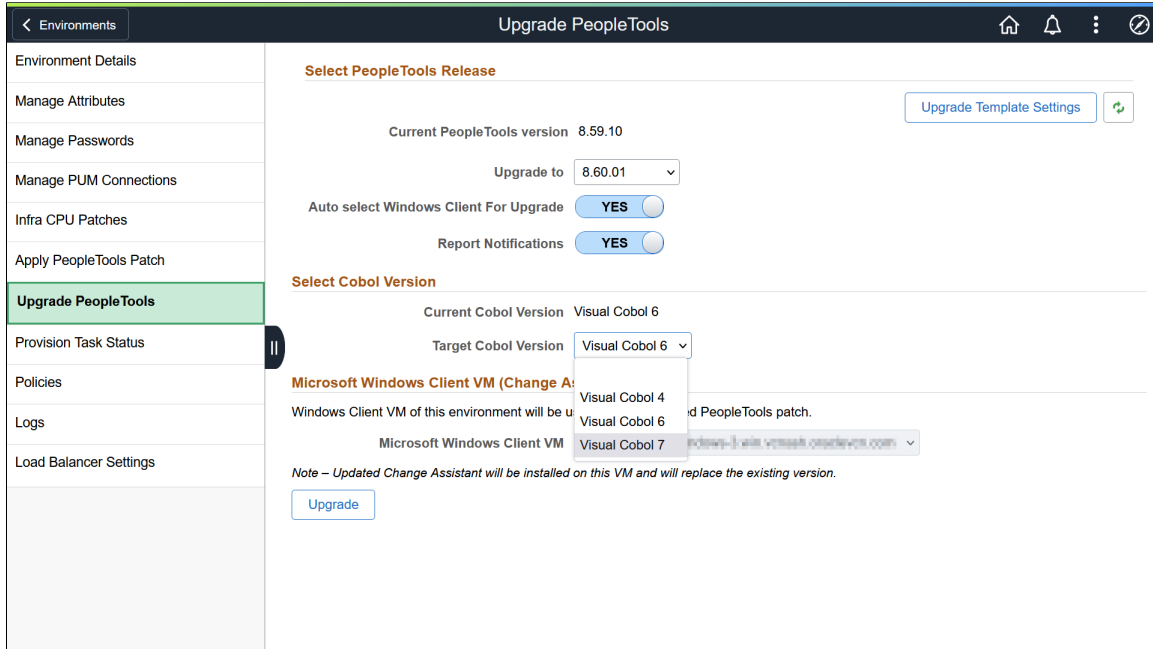 Environments
Upgrade PeopleTools
Environment Details
Manage Attributes
Manage Passwords
Manage PUM Connections
Infra CPU Patches
Apply PeopleTools Patch
Upgrade PeopleTools
Provision Task Status
Policies
Logs
Load Balancer Settings
Select PeopleTools Release
Upgrade Template Settings
Current PeopleTools version 8.59.10
Upgrade to 8.60.01
Auto select Windows Client For Upgrade YES
Report Notifications YES
Select Cobol Version
Current Cobol Version Visual Cobol 6
Target Cobol Version Visual Cobol 6
Visual Cobol 4
Visual Cobol 6
Visual Cobol 7
Microsoft Windows Client VM (Change
Windows Client VM of this environment will be PeopleTools patch.
Microsoft Windows Client VM
Note – Updated Change Assistant will be installed on this VM and will replace the existing version.
Upgrade